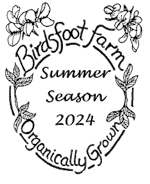 Birdsfoot Farm
Summer
Season
2024
Organically Grown